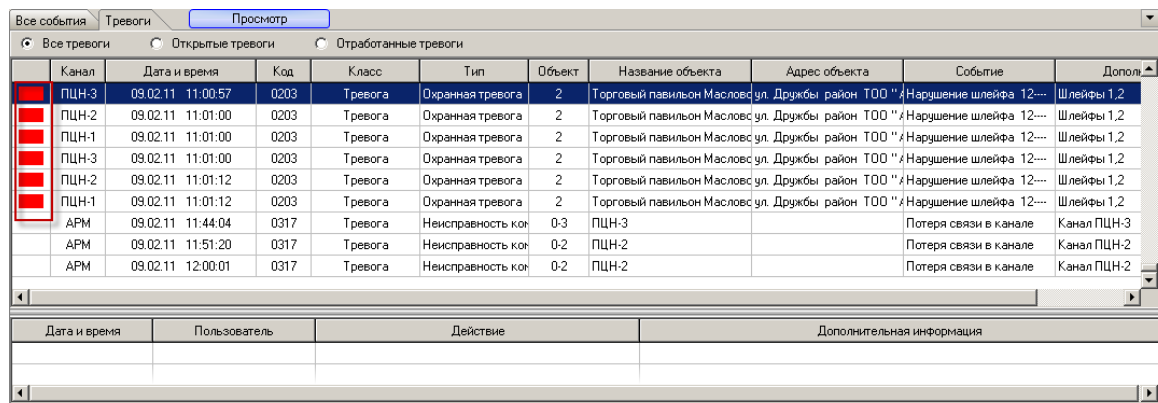 Все события Тревоги Просмотр
Все тревоги Открытые тревоги Отработанные тревоги
Канал Дата и время Код Класс Тип Объект Название объекта Адрес объекта Событие Дополн
ПЦН-3 09.02.11 11:00:57 0203 Тревога Охранная тревога 2 Торговый павильон Маслово ул. Дружбы район ТОО "А Нарушение шлейфа 12---- Шлейфы 1,2
ПЦН-2 09.02.11 11:01:00 0203 Тревога Охранная тревога 2 Торговый павильон Маслово ул. Дружбы район ТОО "А Нарушение шлейфа 12---- Шлейфы 1,2
ПЦН-1 09.02.11 11:01:00 0203 Тревога Охранная тревога 2 Торговый павильон Маслово ул. Дружбы район ТОО "А Нарушение шлейфа 12---- Шлейфы 1,2
ПЦН-3 09.02.11 11:01:00 0203 Тревога Охранная тревога 2 Торговый павильон Маслово ул. Дружбы район ТОО "А Нарушение шлейфа 12---- Шлейфы 1,2
ПЦН-2 09.02.11 11:01:12 0203 Тревога Охранная тревога 2 Торговый павильон Маслово ул. Дружбы район ТОО "А Нарушение шлейфа 12---- Шлейфы 1,2
ПЦН-1 09.02.11 11:01:12 0203 Тревога Охранная тревога 2 Торговый павильон Маслово ул. Дружбы район ТОО "А Нарушение шлейфа 12---- Шлейфы 1,2
АРМ 09.02.11 11:44:04 0317 Тревога Неисправность ком 0-3 ПЦН-3 Потеря связи в канале Канал ПЦН-3
АРМ 09.02.11 11:51:20 0317 Тревога Неисправность ком 0-2 ПЦН-2 Потеря связи в канале Канал ПЦН-2
АРМ 09.02.11 12:00:01 0317 Тревога Неисправность ком 0-2 ПЦН-2 Потеря связи в канале Канал ПЦН-2
Дата и время Пользователь Действие Дополнительная информация